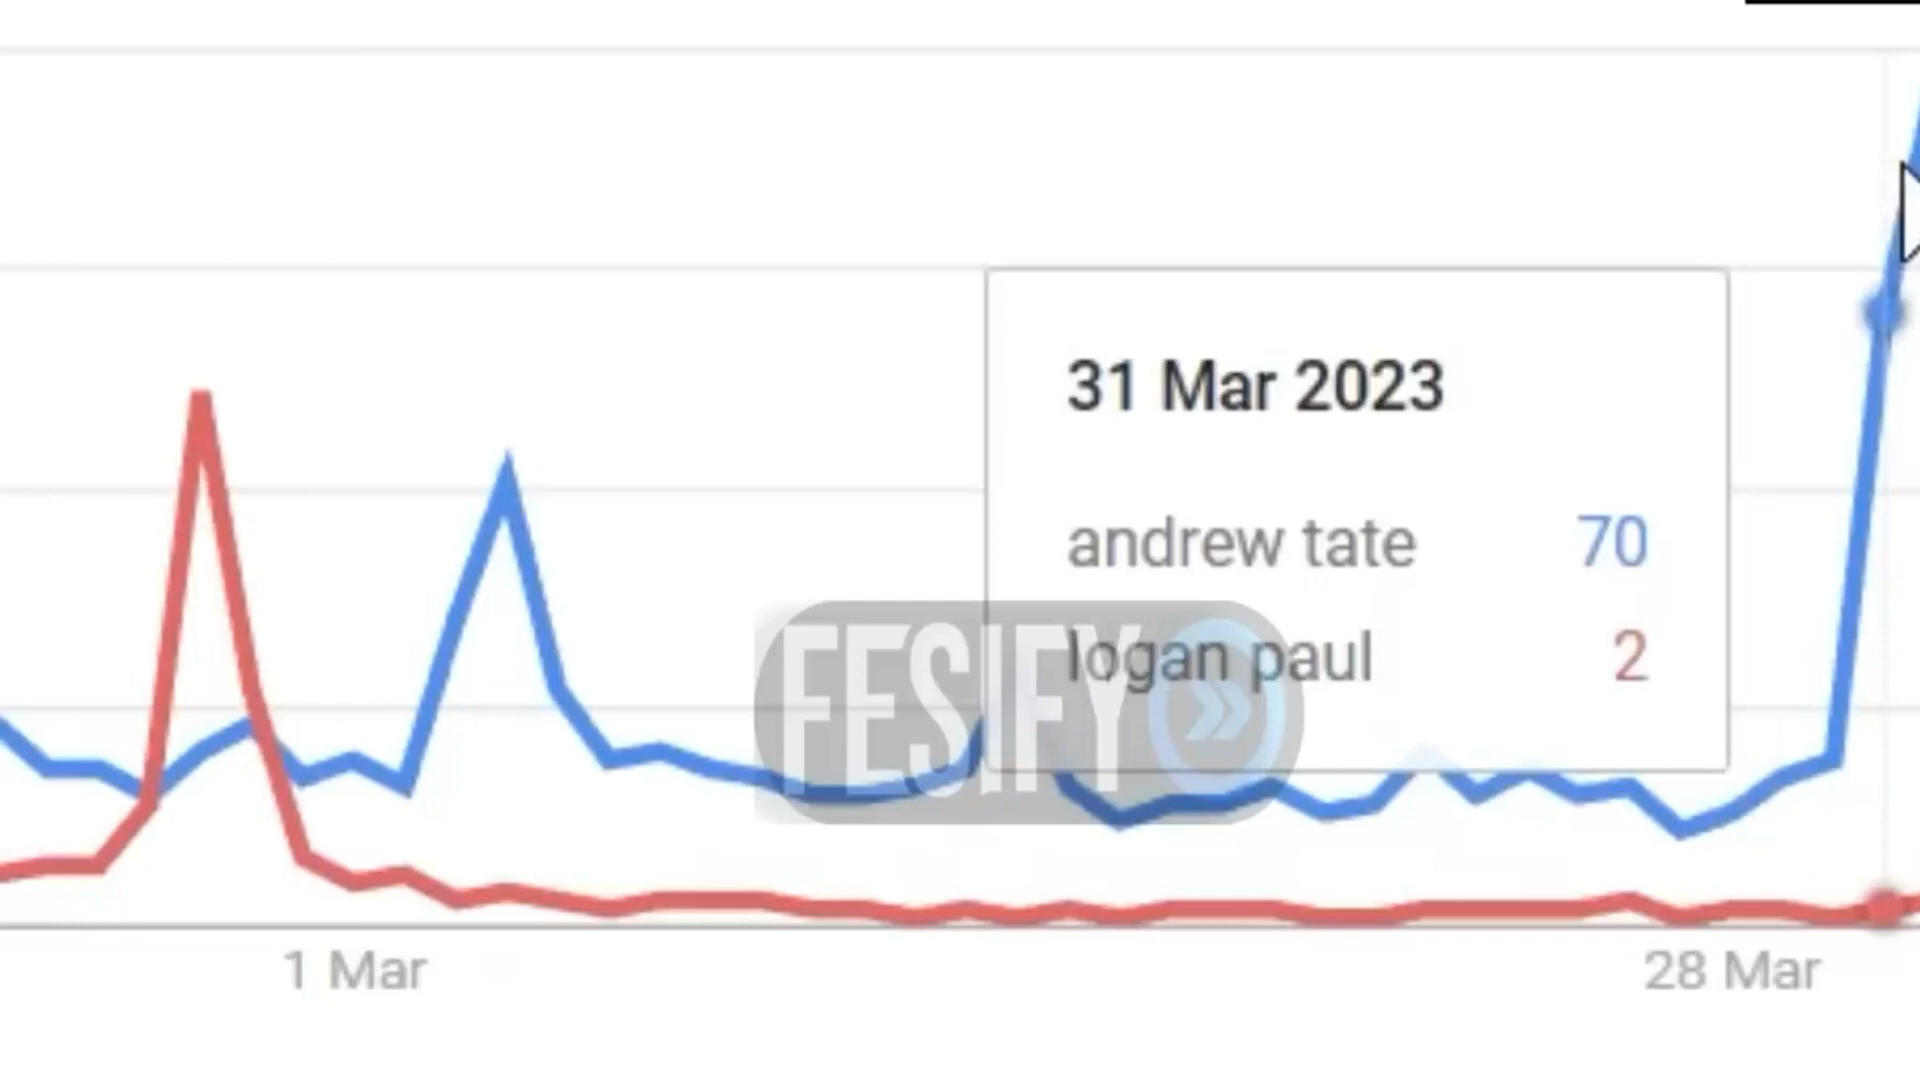 31 Mar 2023
andrew tate 70
logan paul 2
FESIFY
1 Mar
28 Mar